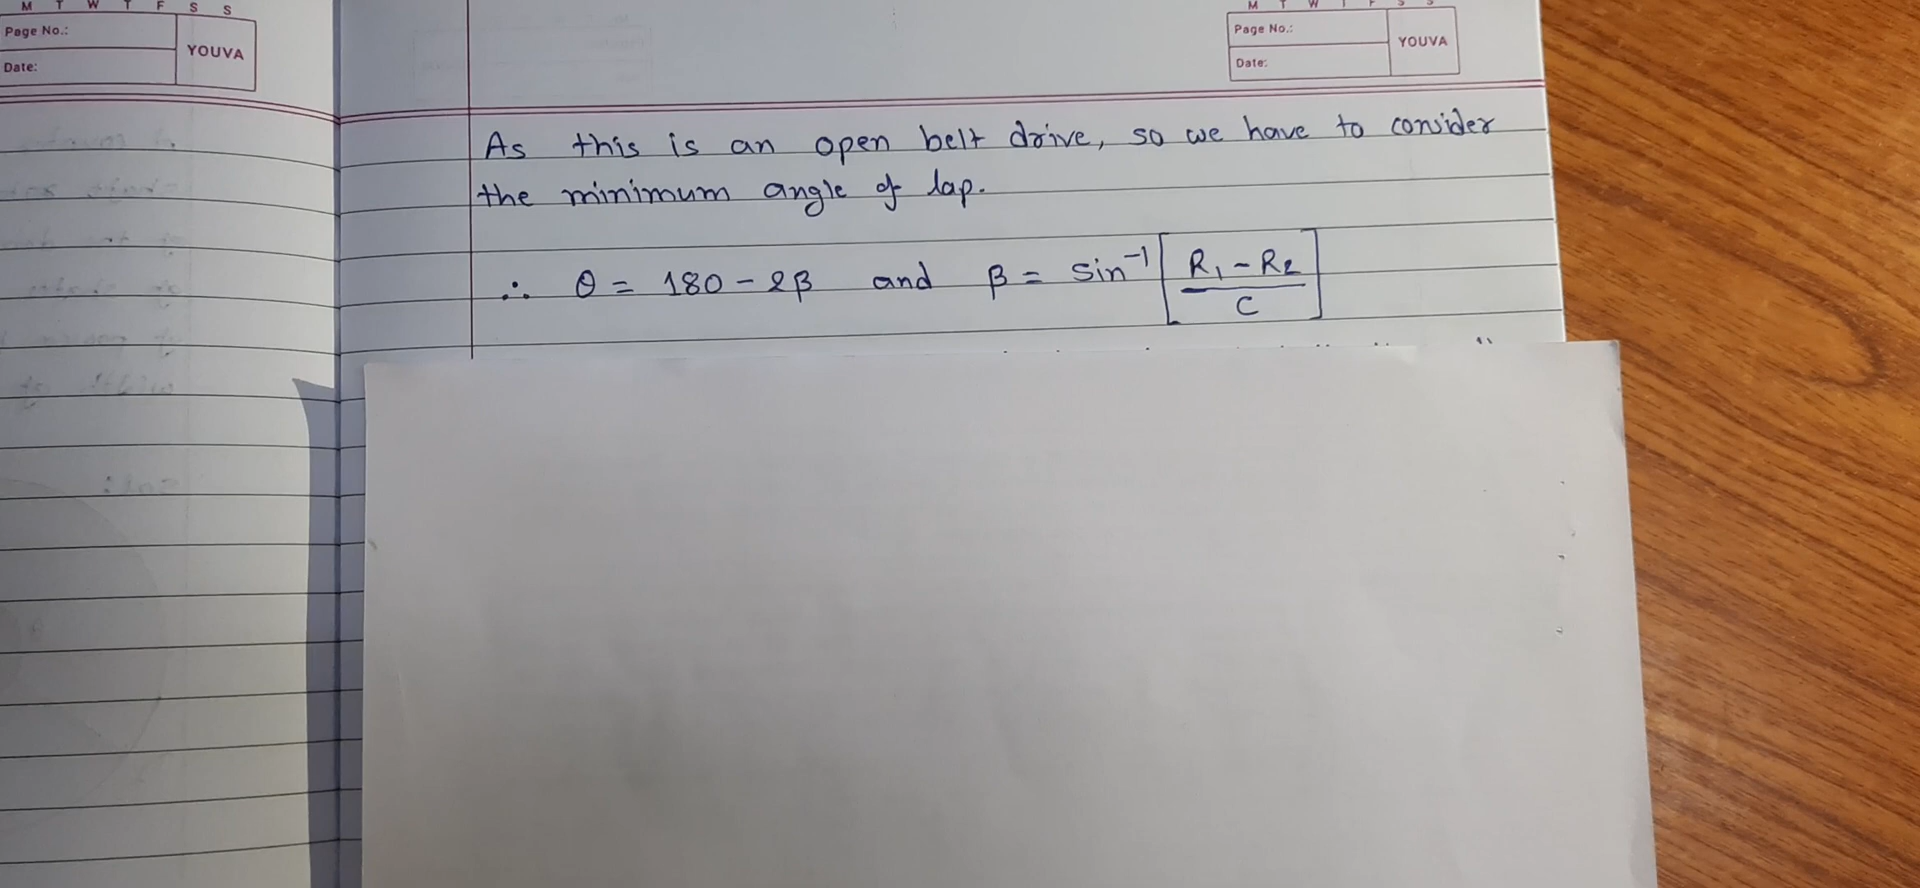 M T W T F S S
Page No.:
YOUVA
Date:
M T W T F S S
Page No.:
YOUVA
Date:
As this is an open belt drive, so we have to consider
the minimum angle of lap.
∴ θ = 180 - 2β and β = sin⁻¹[(R₁ - R₂)/C]